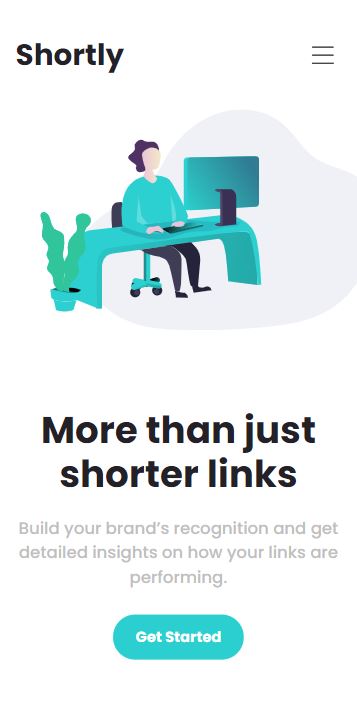 Shortly
More than just
shorter links
Build your brand’s recognition and get
detailed insights on how your links are
performing.
Get Started